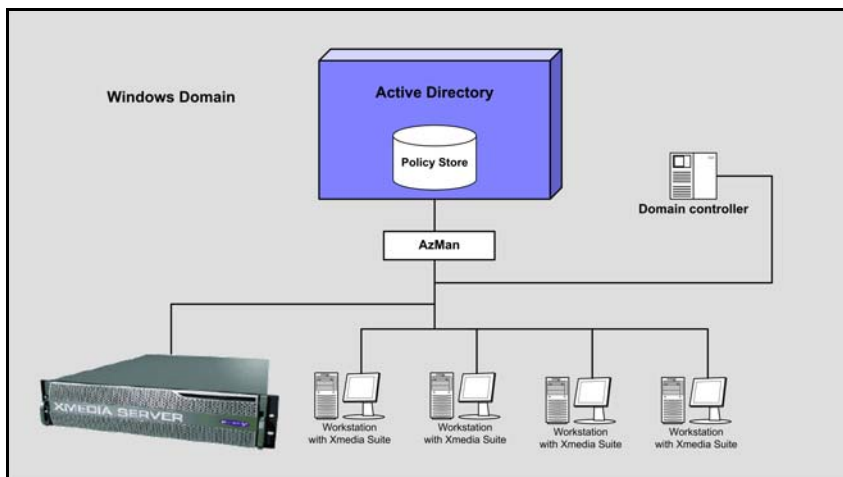 Windows Domain
Active Directory
Policy Store
Domain controller
AzMan
XMEDIA SERVER
Workstation
with Xmedia Suite
Workstation
with Xmedia Suite
Workstation
with Xmedia Suite
Workstation
with Xmedia Suite